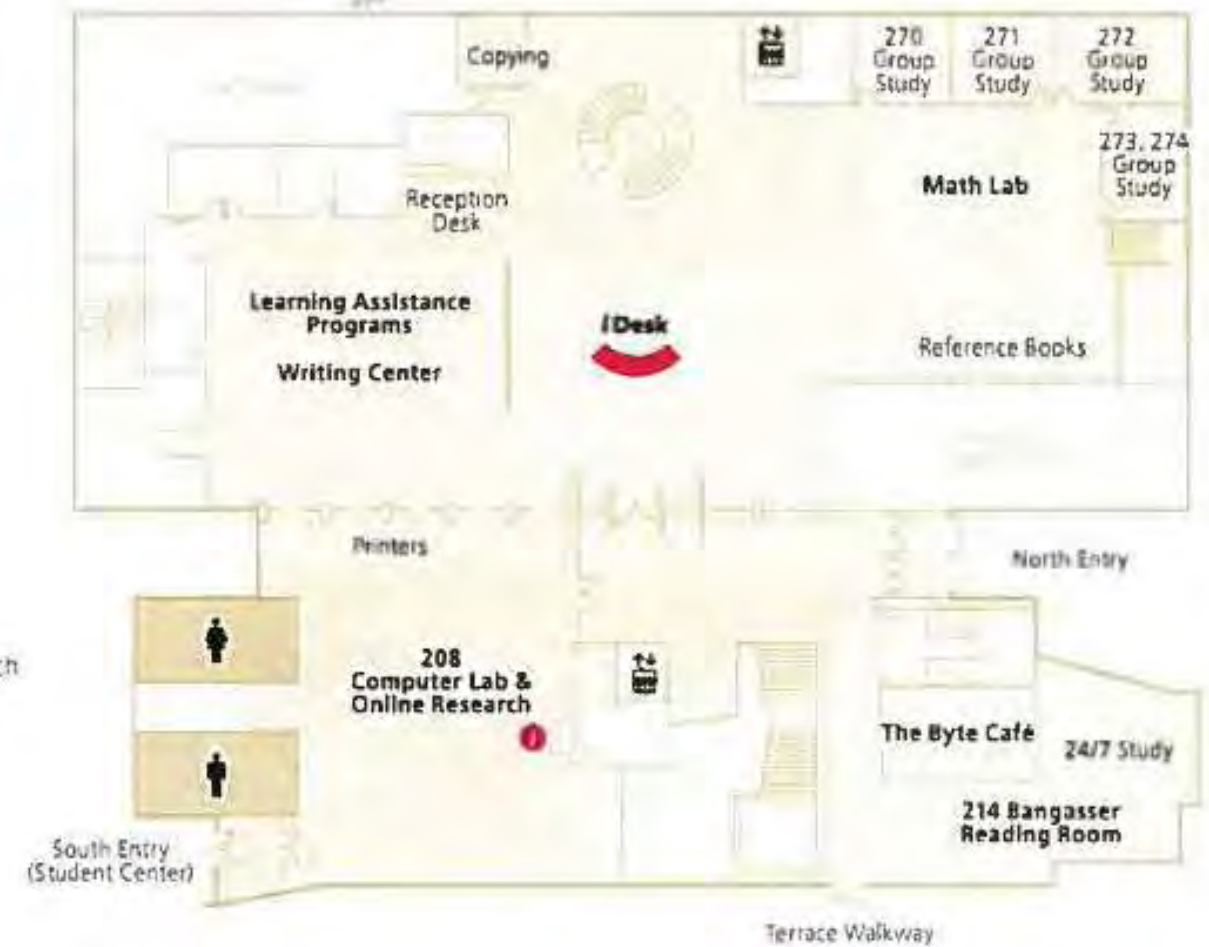 Copying
270
Group
Study
271
Group
Study
272
Group
Study
273, 274
Group
Study
Math Lab
Reception
Desk
Learning Assistance
Programs
Writing Center
iDesk
Reference Books
Printers
North Entry
208
Computer Lab &
Online Research
i
The Byte Café
24/7 Study
214 Bangasser
Reading Room
South Entry
(Student Center)
Terrace Walkway